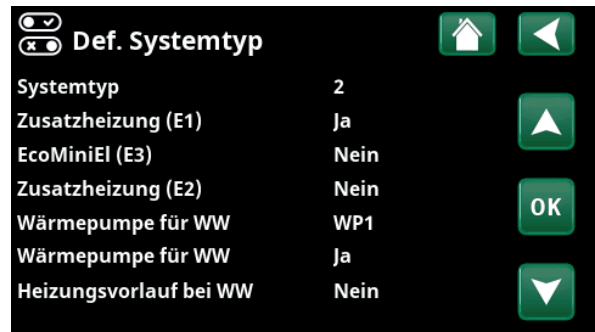 Def. Systemtyp
Systemtyp 2
Zusatzheizung (E1) Ja
EcoMiniEl (E3) Nein
Zusatzheizung (E2) Nein
OK
Wärmepumpe für WW WP1
Wärmepumpe für WW Ja
Heizungsvorlauf bei WW Nein